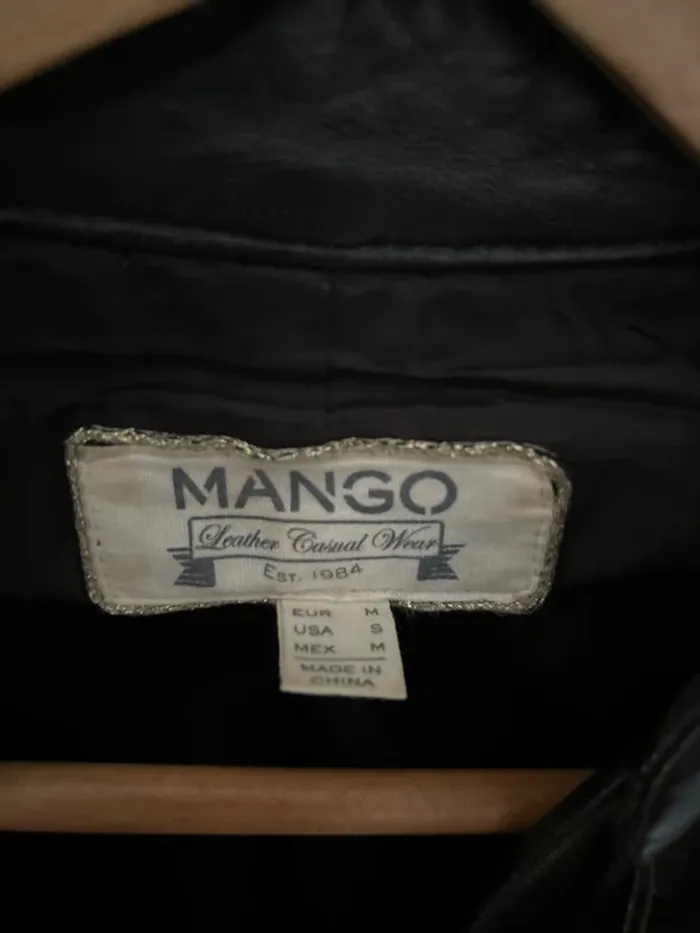 MANGO
Leather Casual Wear
EST. 1984
EUR M
USA S
MEX M
MADE IN
CHINA